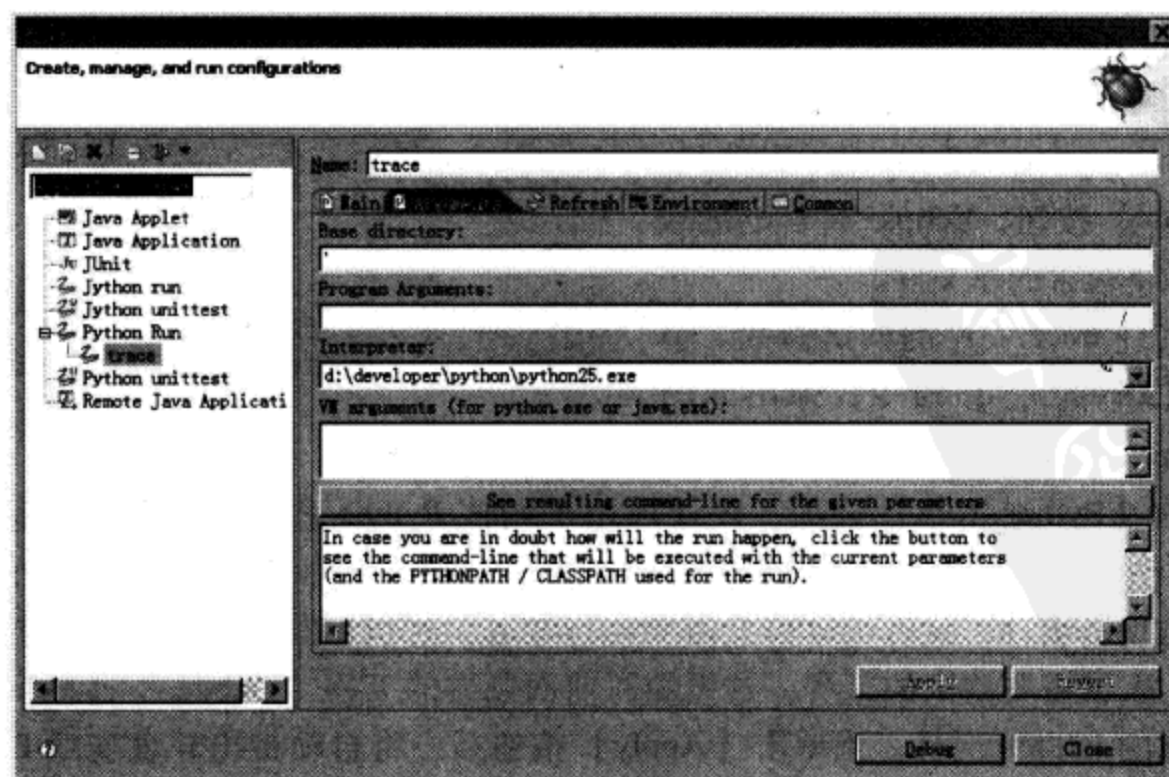 Create, manage, and run configurations
Name: trace
Main
Refresh
Environment
Common
Java Applet
Java Application
Ju JUnit
Jython run
Jython unittest
Python Run
trace
Python unittest
Remote Java Applicati
Base directory:
Program Arguments:
Interpreter:
d:\developer\python\python25.exe
VM arguments (for python.exe or java.exe):
See resulting command-line for the given parameters
In case you are in doubt how will the run happen, click the button to
see the command-line that will be executed with the current parameters
(and the PYTHONPATH / CLASSPATH used for the run).
Apply
Revert
Debug
Close